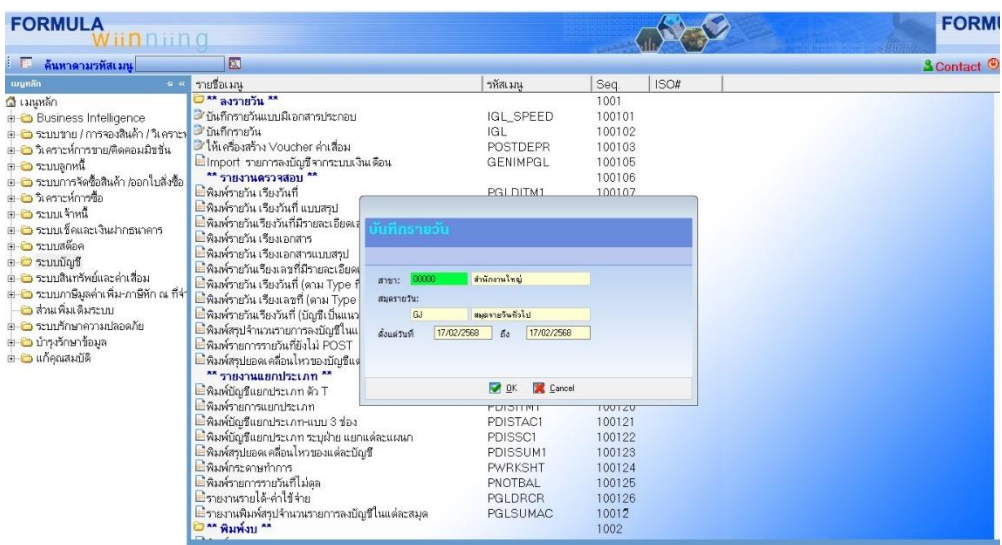 FORMULA
wiinniing
FORMU
ค้นหาตามรหัสเมนู
Contact
เมนูหลัก
เมนูหลัก
Business Intelligence
ระบบขาย / การจองสินค้า / วิเคราะห
วิเคราะห์การขาย/คิดคอมมิชชั่น
ระบบลูกหนี้
ระบบการจัดซื้อสินค้า /ออกใบสั่งซื้อ
วิเคราะห์การซื้อ
ระบบเจ้าหนี้
ระบบเช็คและเงินฝากธนาคาร
ระบบสต๊อค
ระบบบัญชี
ระบบสินทรัพย์และค่าเสื่อม
ระบบภาษีมูลค่าเพิ่ม-ภาษีหัก ณ ที่จ่า
ส่วนเพิ่มเติมระบบ
ระบบรักษาความปลอดภัย
บำรุงรักษาข้อมูล
แก้คุณสมบัติ
รายชื่อเมนู รหัสเมนู Seq. ISO#
** ลงรายวัน ** 1001
บันทึกรายวันแบบมีเอกสารประกอบ IGL_SPEED 100101
บันทึกรายวัน IGL 100102
ให้เครื่องสร้าง Voucher ค่าเสื่อม POSTDEPR 100103
Import รายการลงบัญชีจากระบบเงินเดือน GENIMPGL 100105
** รายงานตรวจสอบ ** 100106
พิมพ์รายวัน เรียงวันที่ PGLDITM1 100107
พิมพ์รายวัน เรียงวันที่ แบบสรุป
พิมพ์รายวันเรียงวันที่มีรายละเอียดเอ
พิมพ์รายวัน เรียงเอกสาร
พิมพ์รายวัน เรียงเอกสารแบบสรุป
พิมพ์รายวันเรียงเลขที่มีรายละเอียดเ
พิมพ์รายวัน เรียงวันที่ (ตาม Type ที่
พิมพ์รายวัน เรียงเลขที่ (ตาม Type
พิมพ์รายวันเรียงวันที่ (บัญชีเป็นแนว
พิมพ์สรุปจำนวนรายการลงบัญชีในแ
พิมพ์รายการรายวันที่ยังไม่ POST
พิมพ์สรุปยอดเคลื่อนไหวของบัญชีแต
** รายงานแยกประเภท **
พิมพ์บัญชีแยกประเภท ตัว T
พิมพ์รายการแยกประเภท PDISITM1 100120
พิมพ์บัญชีแยกประเภท-แบบ 3 ช่อง PDISTAC1 100121
พิมพ์บัญชีแยกประเภท ระบุฝ่าย แยกแต่ละแผนก PDISSC1 100122
พิมพ์สรุปยอดเคลื่อนไหวของแต่ละบัญชี PDISSUM1 100123
พิมพ์กระดาษทำการ PWRKSHT 100124
พิมพ์รายการรายวันที่ไม่ดุล PNOTBAL 100125
รายงานรายได้-ค่าใช้จ่าย PGLDRCR 100126
รายงานพิมพ์สรุปจำนวนรายการลงบัญชีในแต่ละสมุด PGLSUMAC 10012
** พิมพ์งบ ** 1002
บันทึกรายวัน
สาขา: 00000 สำนักงานใหญ่
สมุดรายวัน:
GJ สมุดรายวันทั่วไป
ตั้งแต่วันที่ 17/02/2568 ถึง 17/02/2568
OK Cancel